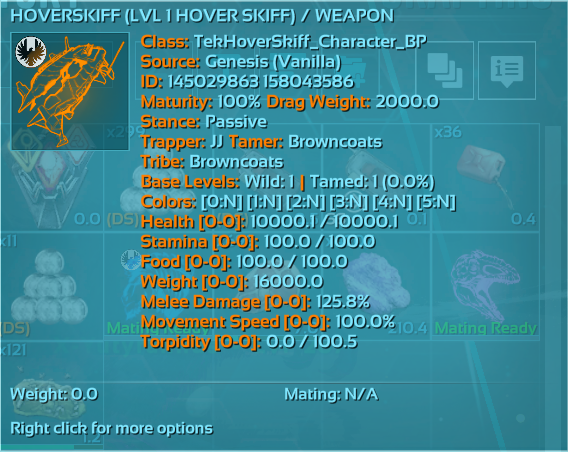 HOVERSKIFF (LVL 1 HOVER SKIFF) / WEAPON
Class: TekHoverSkiff_Character_BP
Source: Genesis (Vanilla)
ID: 145029863 158043586
Maturity: 100% Drag Weight: 2000.0
Stance: Passive
Trapper: JJ Tamer: Browncoats
Tribe: Browncoats
Base Levels: Wild: 1 | Tamed: 1 (0.0%)
Colors: [0:N] [1:N] [2:N] [3:N] [4:N] [5:N]
Health [0-0]: 10000.1 / 10000.1
Stamina [0-0]: 100.0 / 100.0
Food [0-0]: 100.0 / 100.0
Weight [0-0]: 16000.0
Melee Damage [0-0]: 125.8%
Movement Speed [0-0]: 100.0%
Torpidity [0-0]: 0.0 / 100.5
Weight: 0.0 Mating: N/A
Right click for more options
x36
0.0
(DS)
0.1
0.4
x11
(DS)
Mating Ready
Mating Ready
x121
1.2